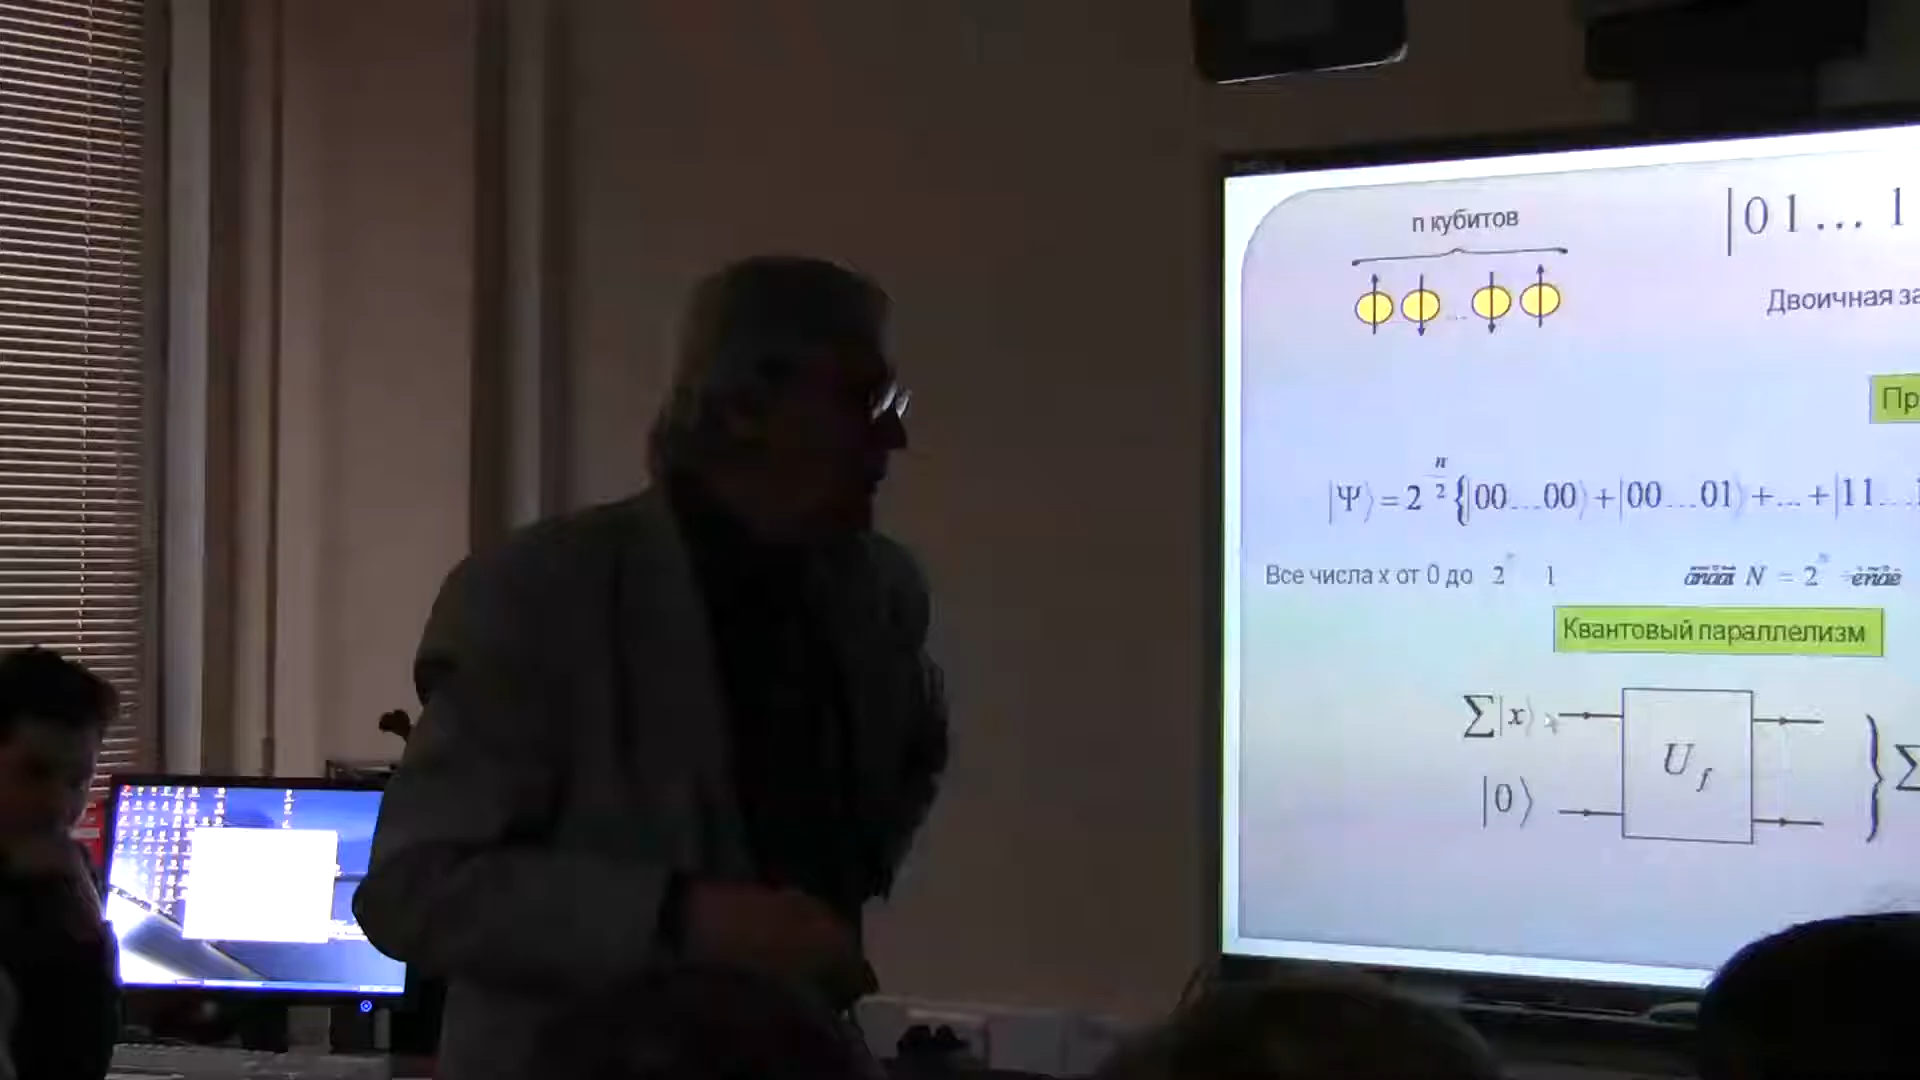 n кубитов
|0 1 ... 1
Двоичная за
Пр
|Ψ⟩ = 2 n/2 {|00...00⟩ + |00...01⟩ + ... + |11...1
Все числа x от 0 до 2 n 1 N = 2 n
Квантовый параллелизм
∑|x⟩
U f
} ∑
|0⟩